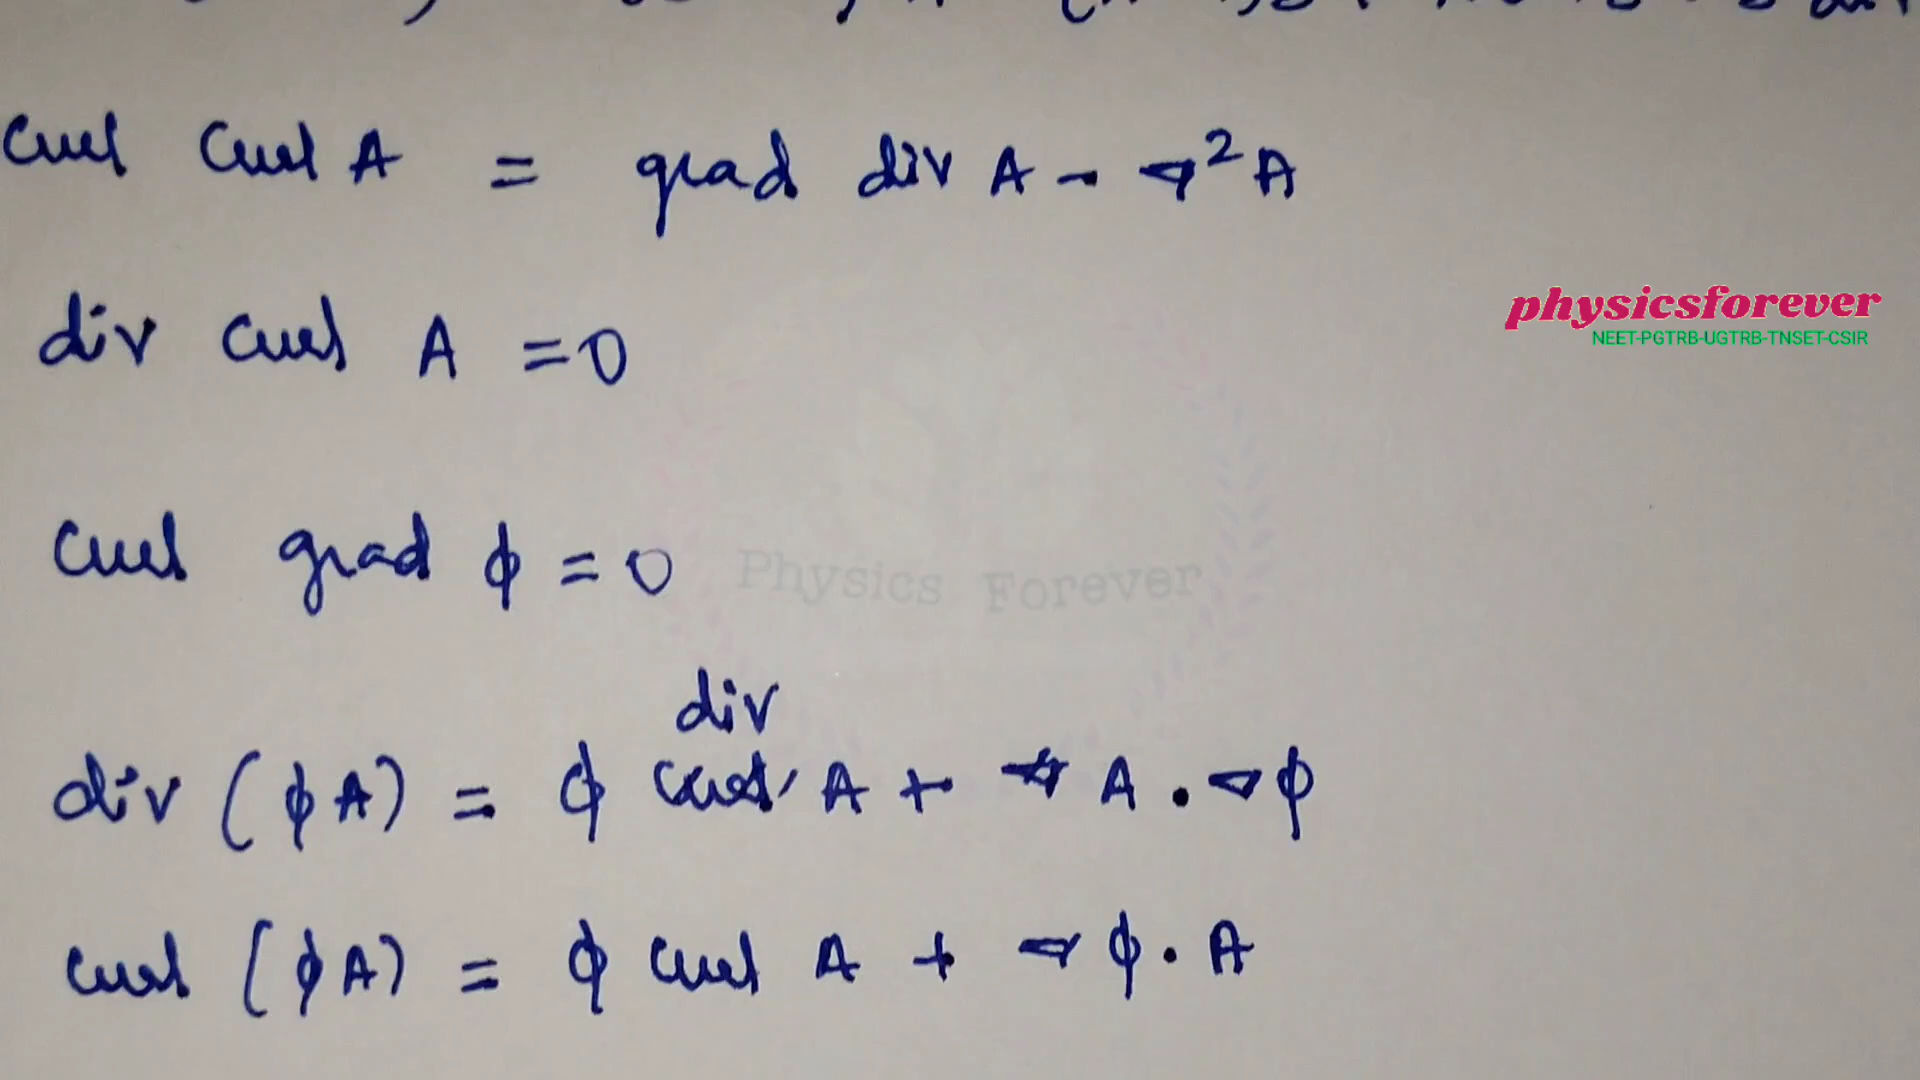 Curl Curl A = grad div A - ∇²A
div Curl A = 0
physicsforever
NEET-PGTRB-UGTRB-TNSET-CSIR
Curl grad ϕ = 0
Physics Forever
div
div (ϕA) = ϕ A + A . ∇ϕ
curl (ϕA) = ϕ Curl A + ∇ϕ . A